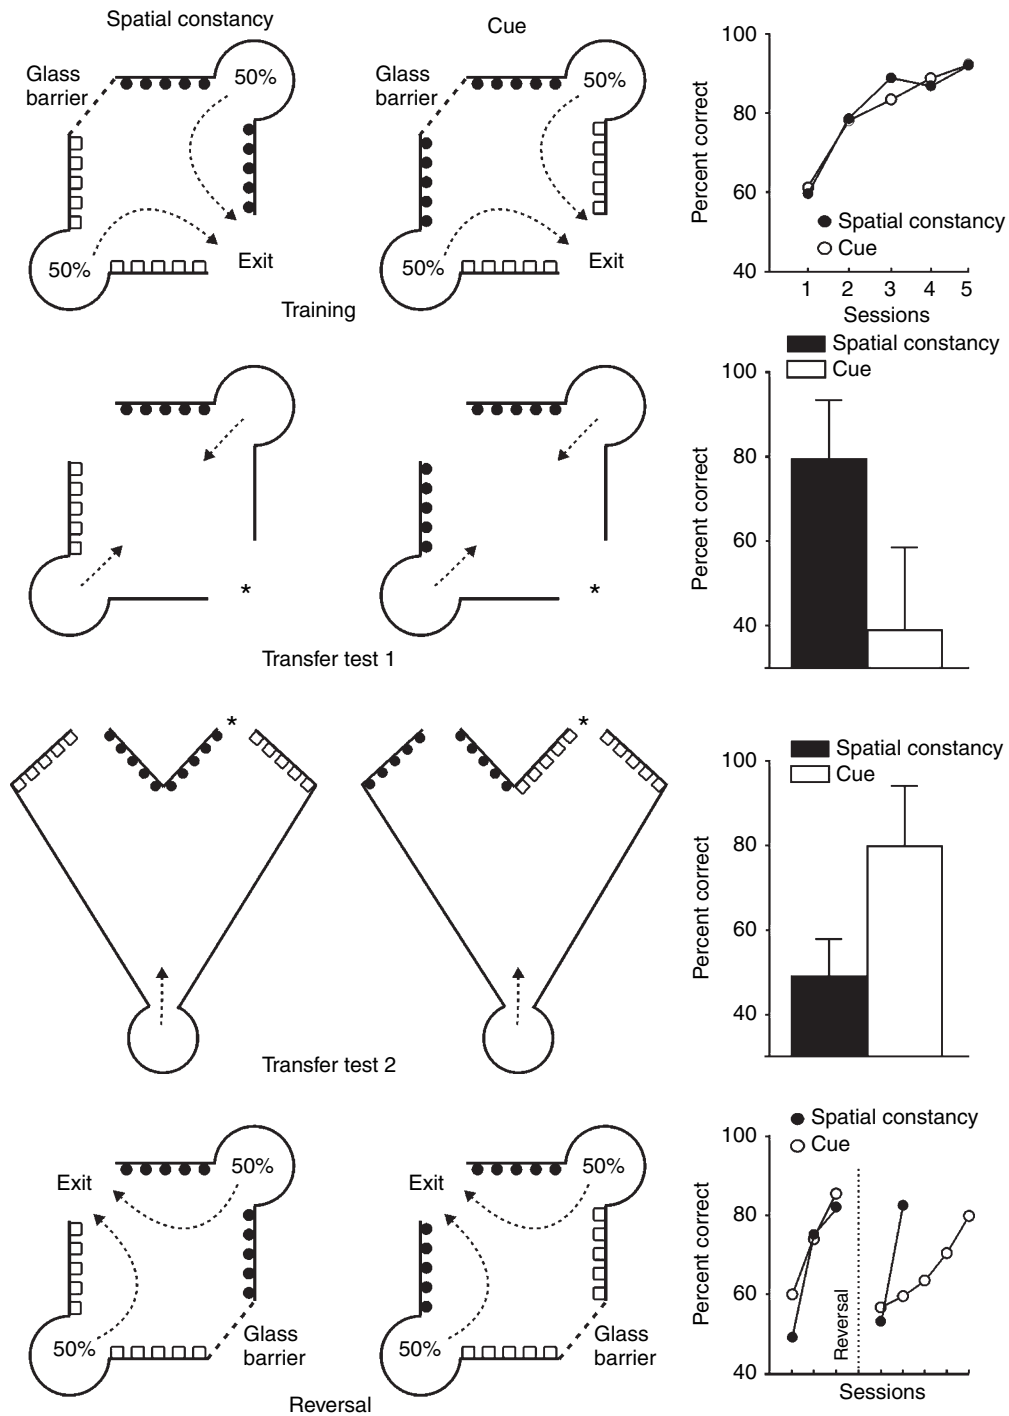 Spatial constancy
Cue
Glass
barrier
50%
50%
Exit
Glass
barrier
50%
50%
Exit
Training
100
80
60
40
Percent correct
Spatial constancy
Cue
1 2 3 4 5
Sessions
*
*
Transfer test 1
Spatial constancy
Cue
100
80
60
40
Percent correct
*
*
Transfer test 2
Spatial constancy
Cue
100
80
60
40
Percent correct
Exit
50%
50%
Glass
barrier
Exit
50%
50%
Glass
barrier
Reversal
Spatial constancy
Cue
100
80
60
40
Percent correct
Reversal
Sessions